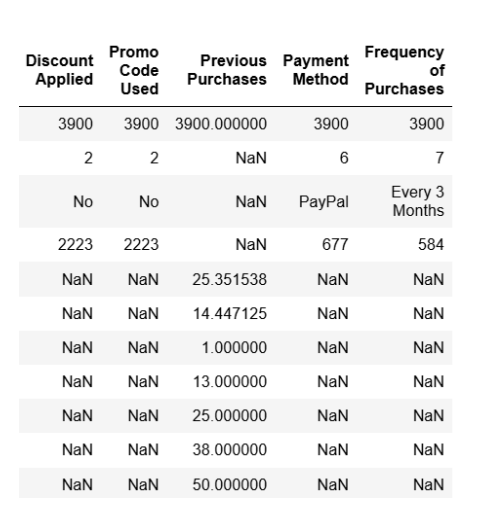 Discount Applied Promo Code Used Previous Purchases Payment Method Frequency of Purchases
3900 3900 3900.000000 3900 3900
2 2 NaN 6 7
No No NaN PayPal Every 3 Months
2223 2223 NaN 677 584
NaN NaN 25.351538 NaN NaN
NaN NaN 14.447125 NaN NaN
NaN NaN 1.000000 NaN NaN
NaN NaN 13.000000 NaN NaN
NaN NaN 25.000000 NaN NaN
NaN NaN 38.000000 NaN NaN
NaN NaN 50.000000 NaN NaN